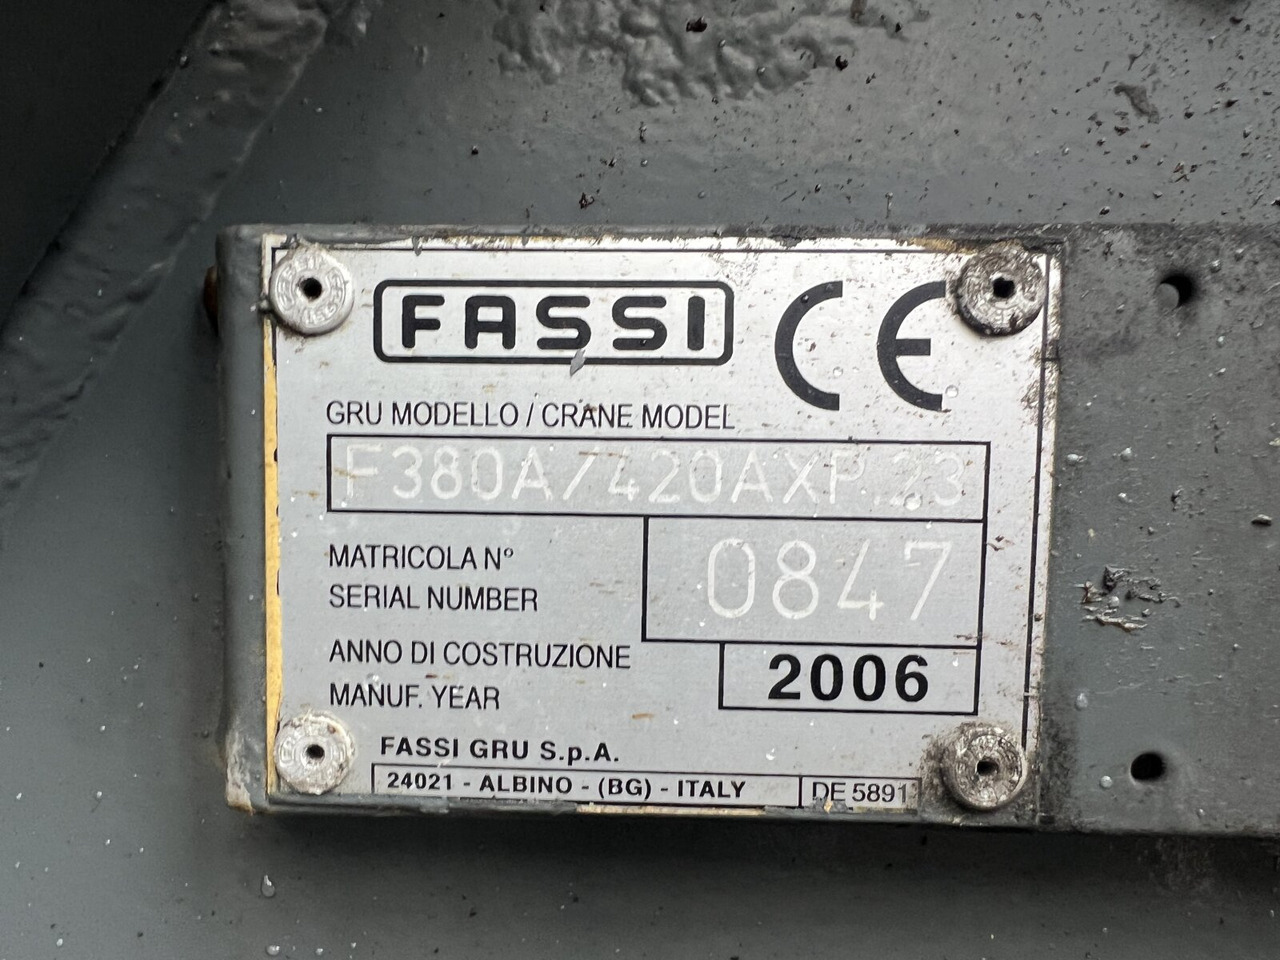 FASSI CE
GRU MODELLO / CRANE MODEL
F380A/420AXP.23
MATRICOLA N°
SERIAL NUMBER
0847
ANNO DI COSTRUZIONE
MANUF. YEAR
2006
FASSI GRU S.p.A.
24021 - ALBINO - (BG) - ITALY
DE 5891